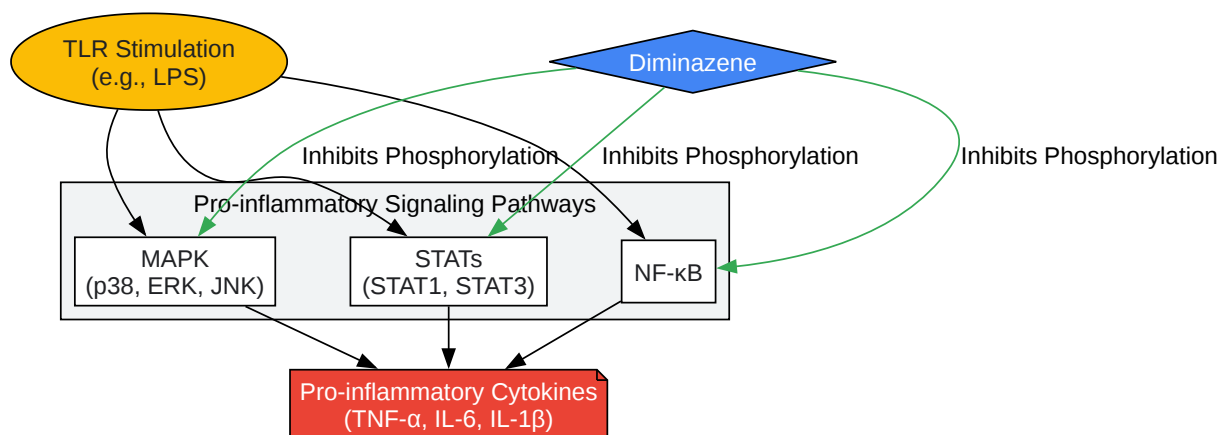 TLR Stimulation
(e.g., LPS)
Diminazene
Inhibits Phosphorylation
Inhibits Phosphorylation
Inhibits Phosphorylation
Pro-inflammatory Signaling Pathways
MAPK
(p38, ERK, JNK)
STATs
(STAT1, STAT3)
NF-κB
Pro-inflammatory Cytokines
(TNF-α, IL-6, IL-1β)